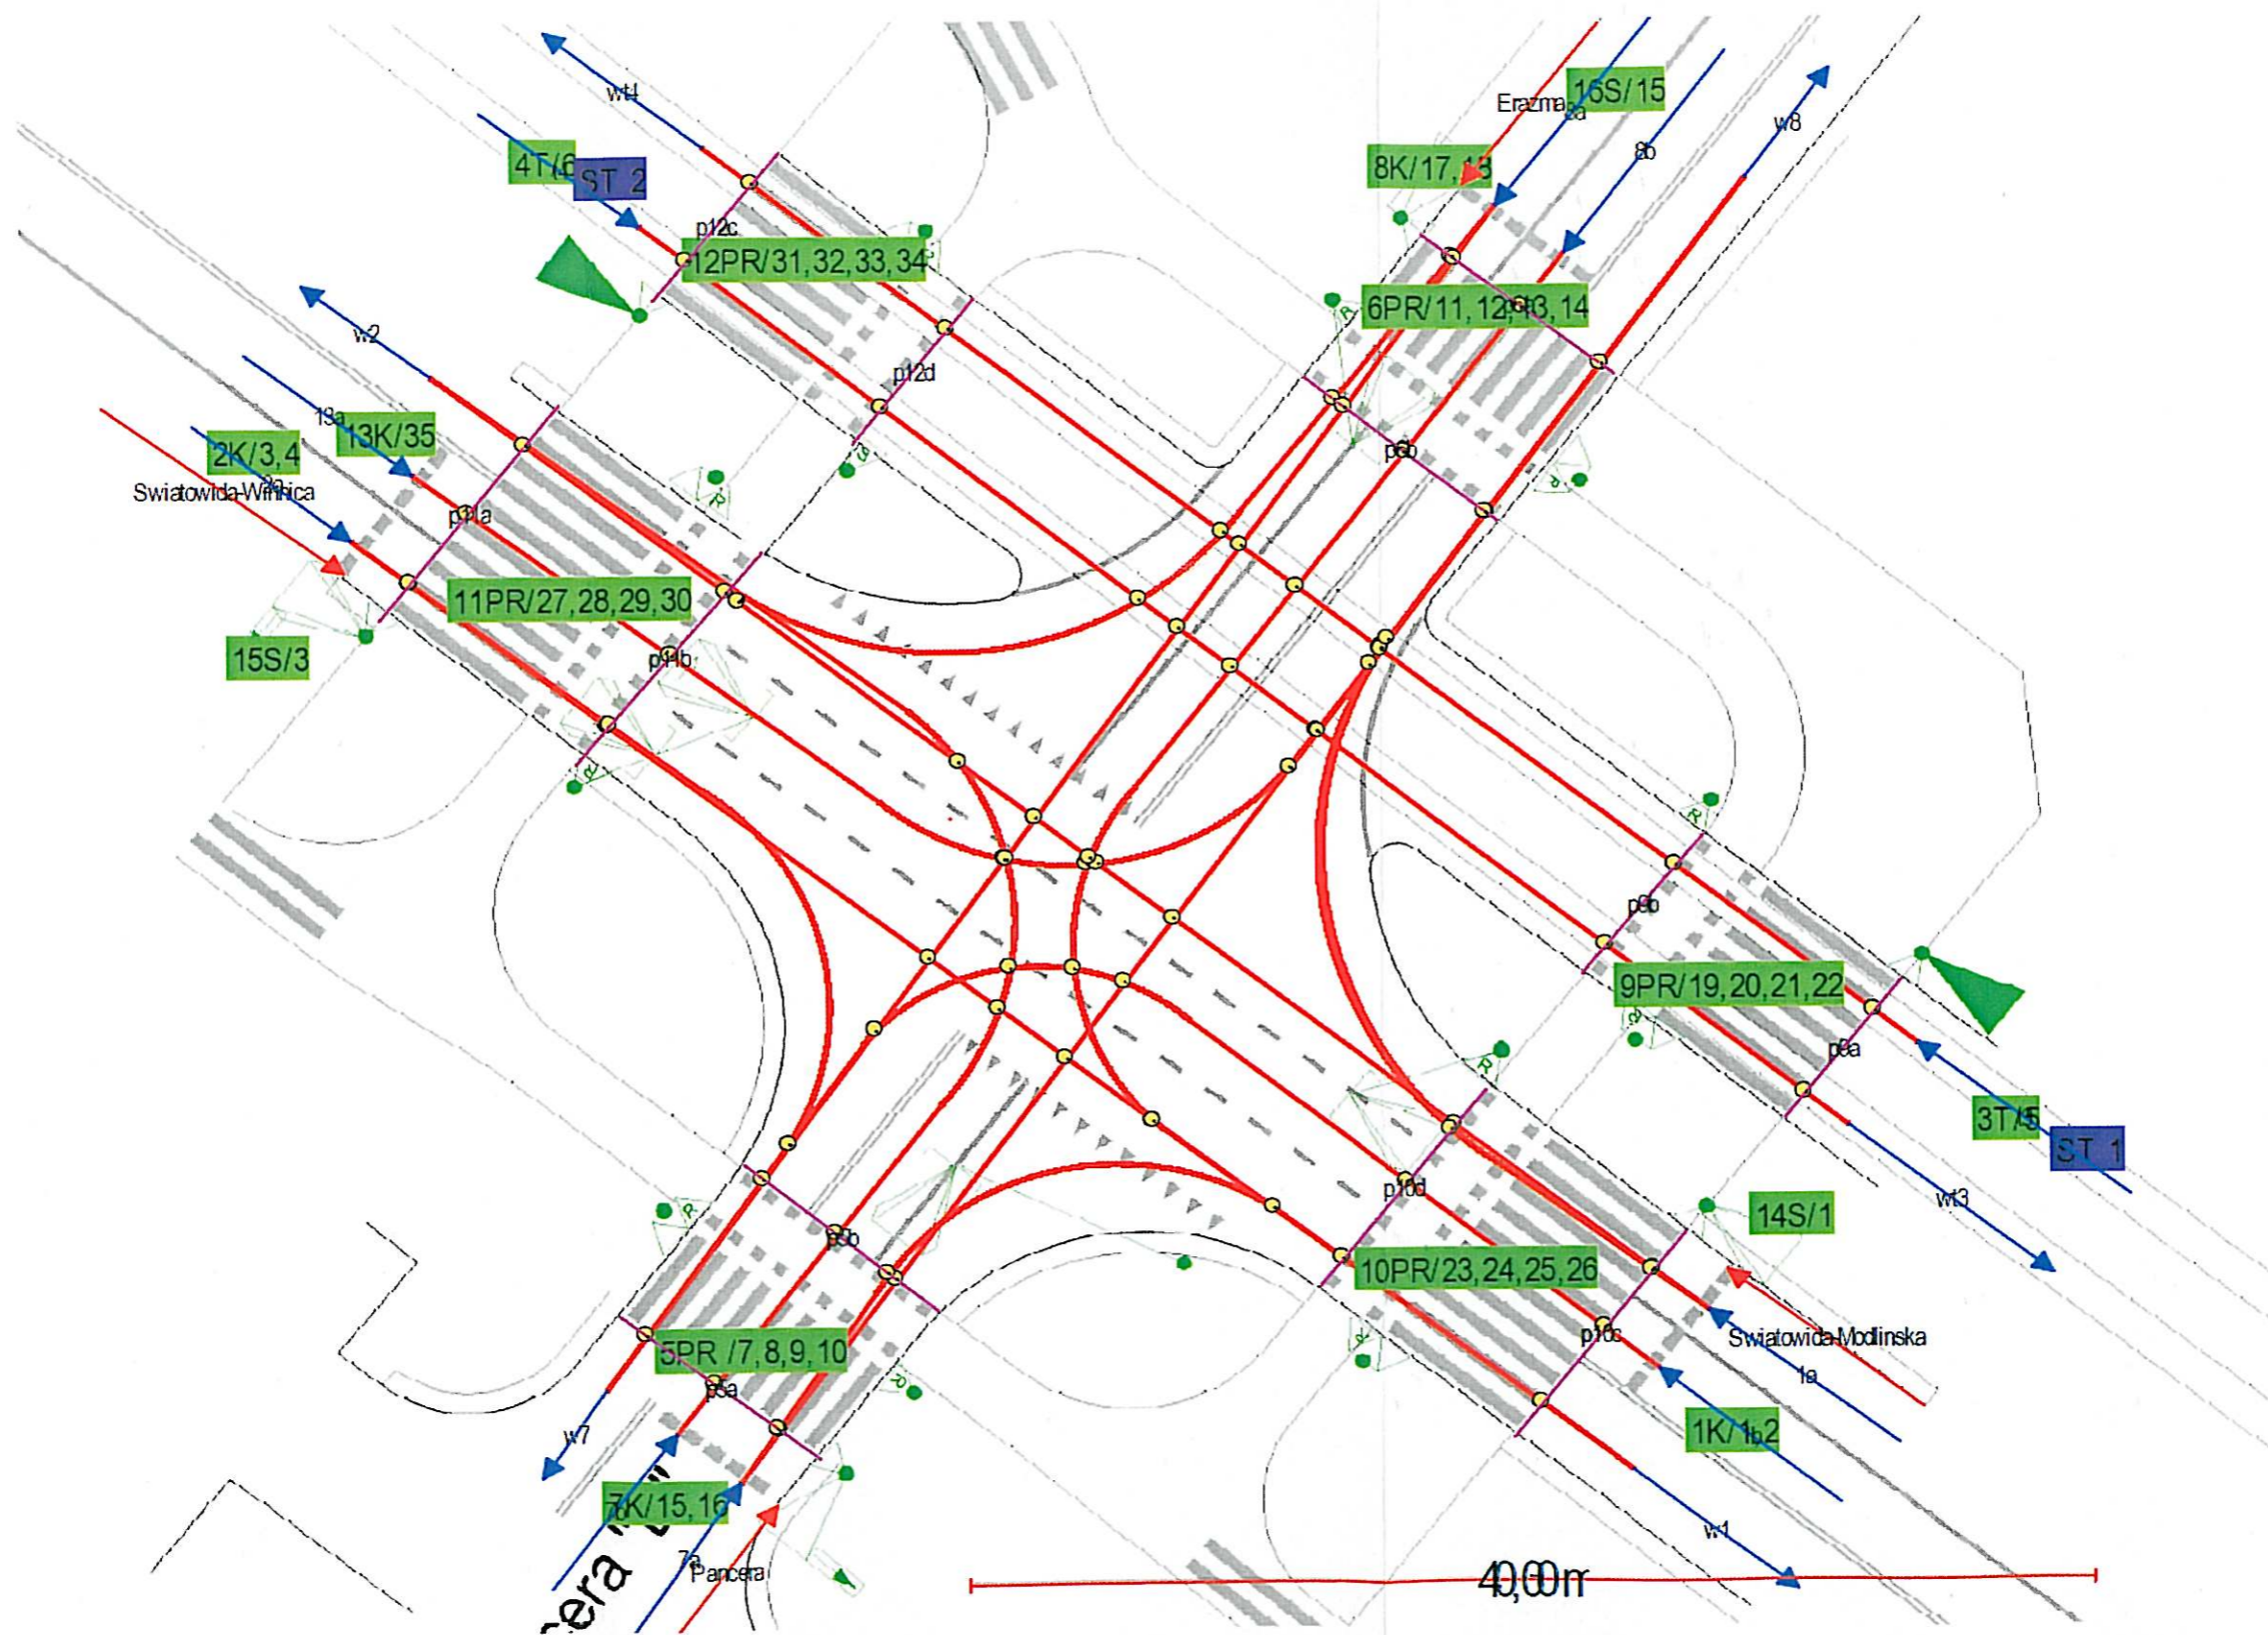 wt4
16S/15
Erazma
8b
w8
4T/6
ST 2
8K/17,18
p12c
12PR/31,32,33,34
6PR/11,12,13,14
w2
p12d
13a
13K/35
2K/3,4
p6b
Swiatowida-Winnica
p11a
11PR/27,28,29,30
R
R
R
15S/3
p11b
R
R
p9b
9PR/19,20,21,22
p9a
R
3T/5
ST 1
p10d
wt3
R
14S/1
p5b
10PR/23,24,25,26
p10c
Swiatowida-Modlinska
5PR /7,8,9,10
1a
p5a
R
w7
1K/1,2
7K/15,16
w1
7a
Pancera
40,00m
cera "L"